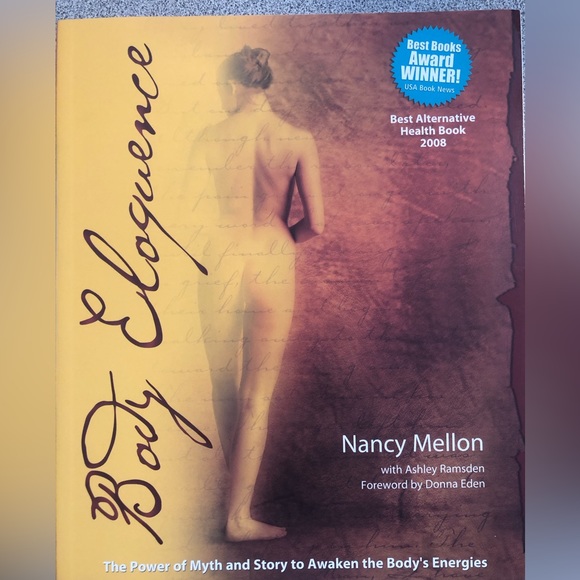 Body Eloquence
Best Books
Award
WINNER!
USA Book News
Best Alternative
Health Book
2008
Nancy Mellon
with Ashley Ramsden
Foreword by Donna Eden
The Power of Myth and Story to Awaken the Body's Energies